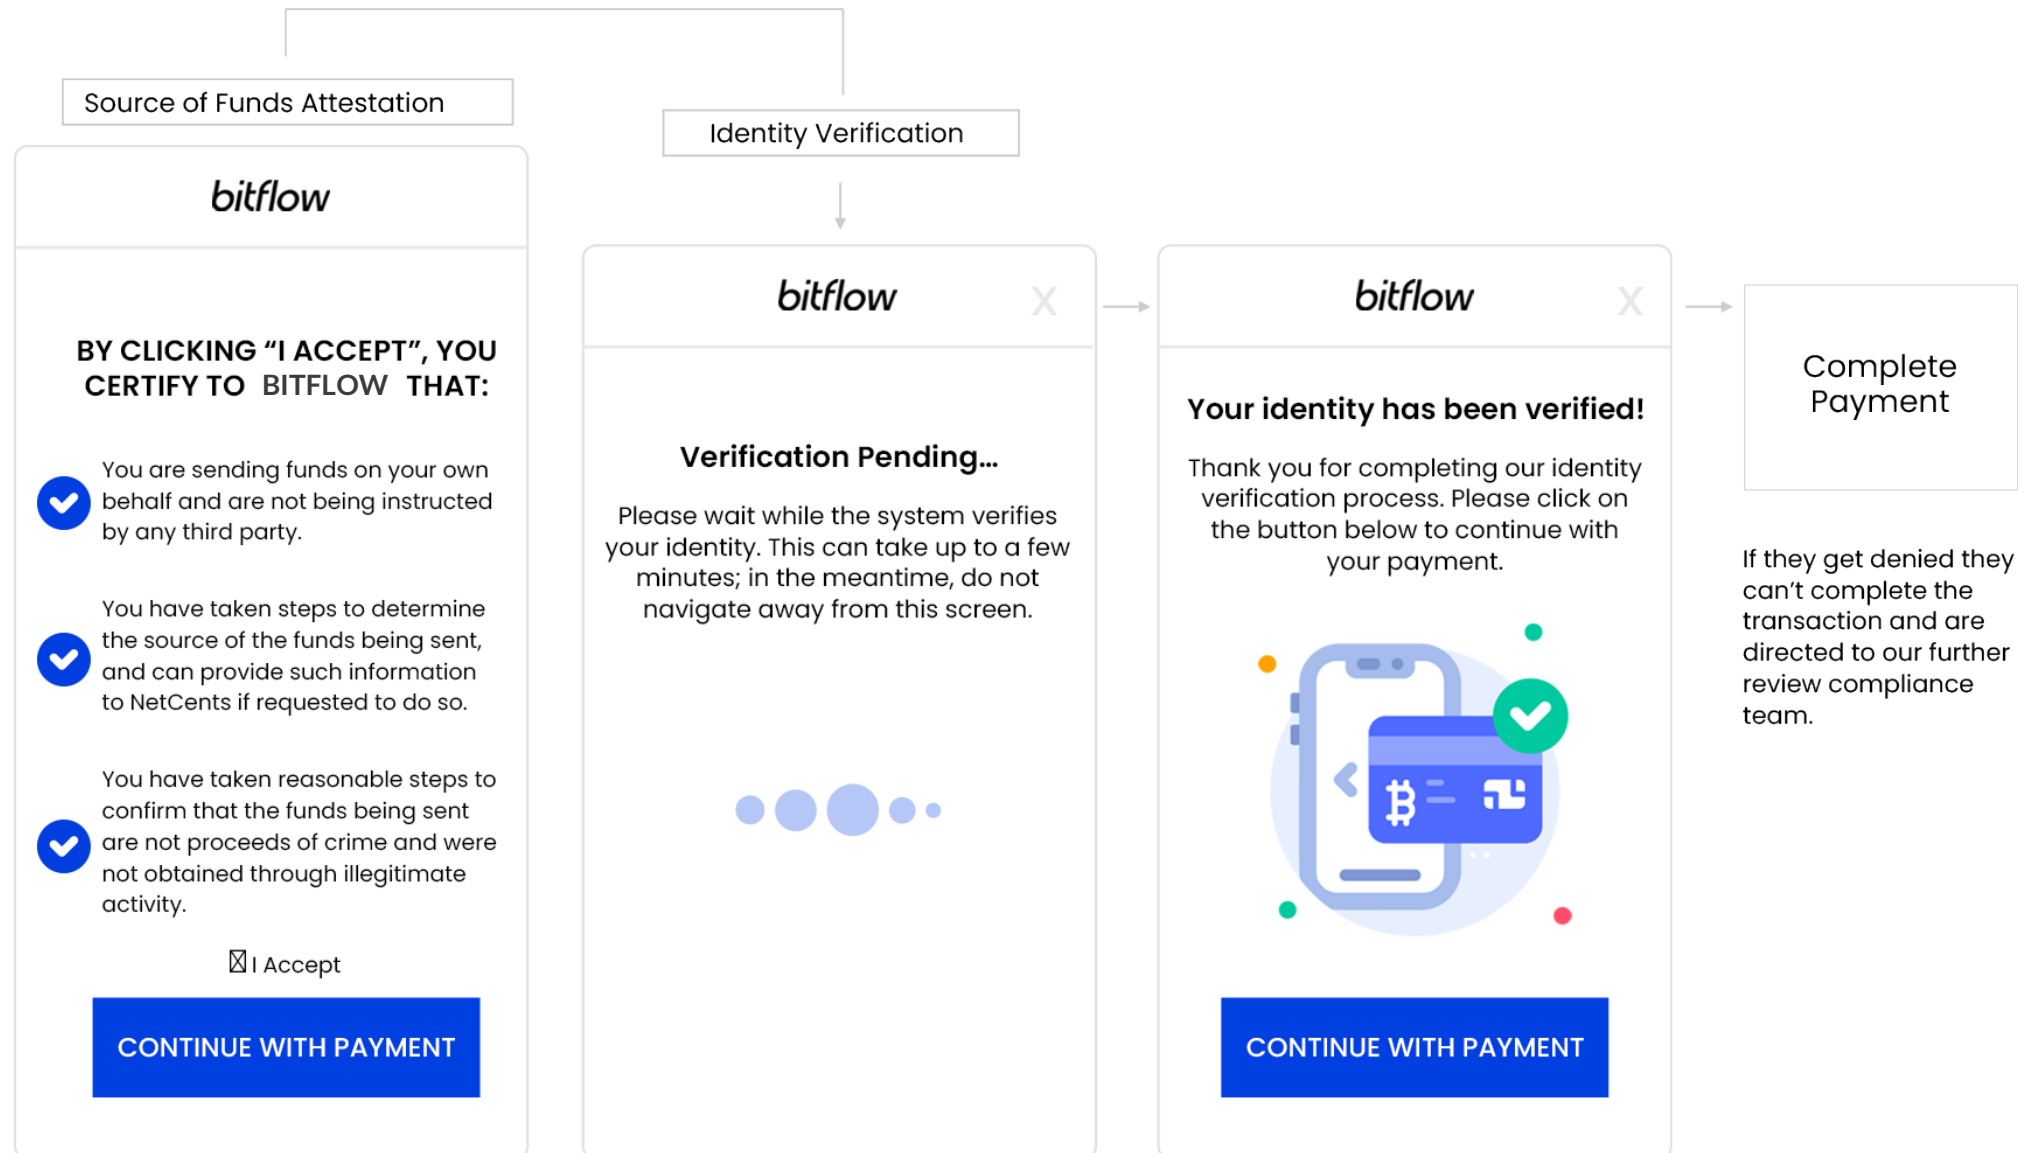 Source of Funds Attestation
bitflow
BY CLICKING “I ACCEPT”, YOU
CERTIFY TO BITFLOW THAT:
You are sending funds on your own
behalf and are not being instructed
by any third party.
You have taken steps to determine
the source of the funds being sent,
and can provide such information
to NetCents if requested to do so.
You have taken reasonable steps to
confirm that the funds being sent
are not proceeds of crime and were
not obtained through illegitimate
activity.
I Accept
CONTINUE WITH PAYMENT
Identity Verification
bitflow X
Verification Pending...
Please wait while the system verifies
your identity. This can take up to a few
minutes; in the meantime, do not
navigate away from this screen.
bitflow X
Your identity has been verified!
Thank you for completing our identity
verification process. Please click on
the button below to continue with
your payment.
CONTINUE WITH PAYMENT
Complete
Payment
If they get denied they
can’t complete the
transaction and are
directed to our further
review compliance
team.